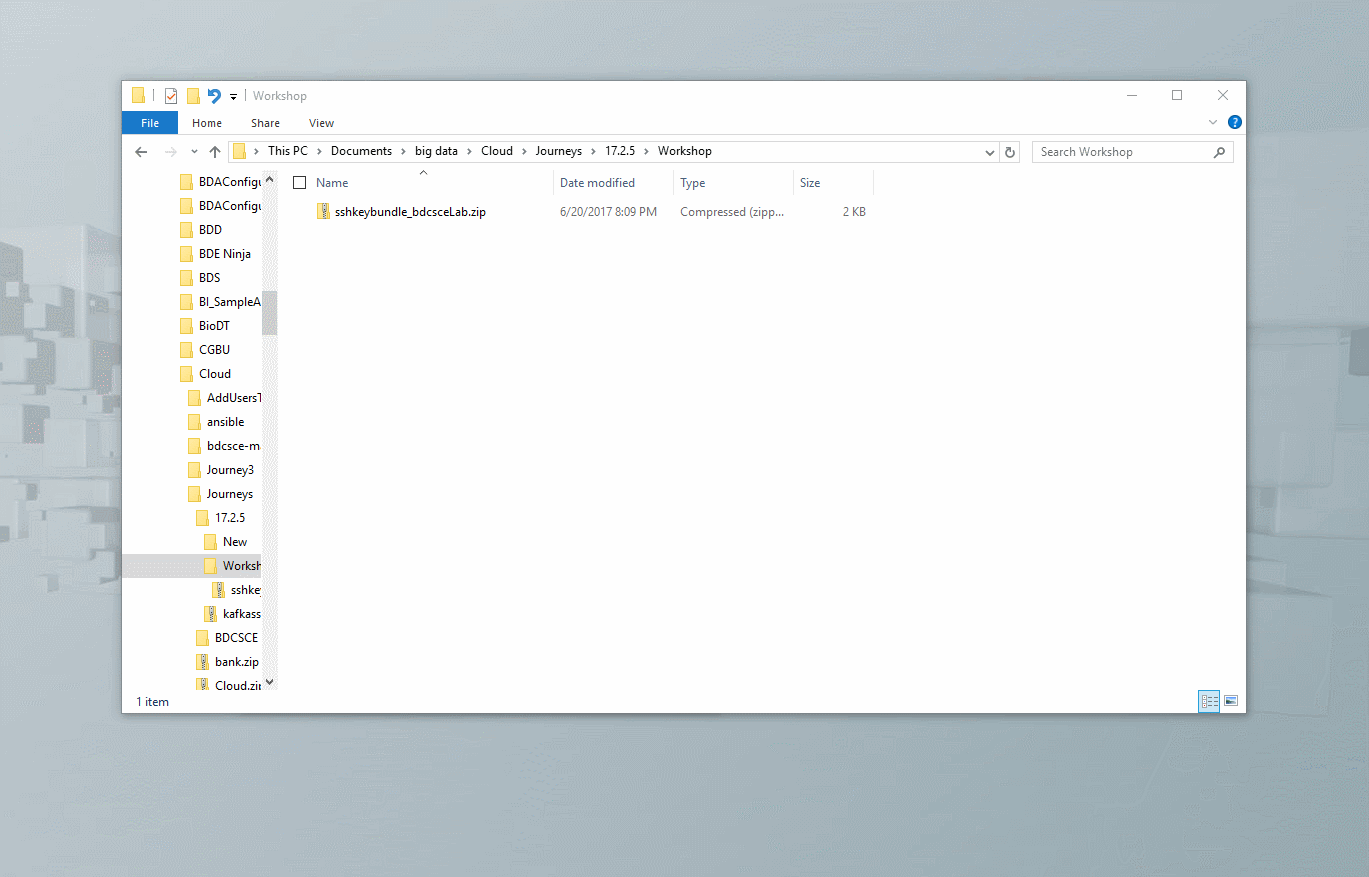 Workshop
File Home Share View
This PC Documents big data Cloud Journeys 17.2.5 Workshop
Search Workshop
Name Date modified Type Size
sshkeybundle_bdcsceLab.zip 6/20/2017 8:09 PM Compressed (zipp... 2 KB
BDAConfigu
BDAConfigu
BDD
BDE Ninja
BDS
BI_SampleA
BioDT
CGBU
Cloud
AddUsersT
ansible
bdcsce-ma
Journey3
Journeys
17.2.5
New
Worksh
sshkey
kafkass
BDCSCE
bank.zip
Cloud.zip
1 item